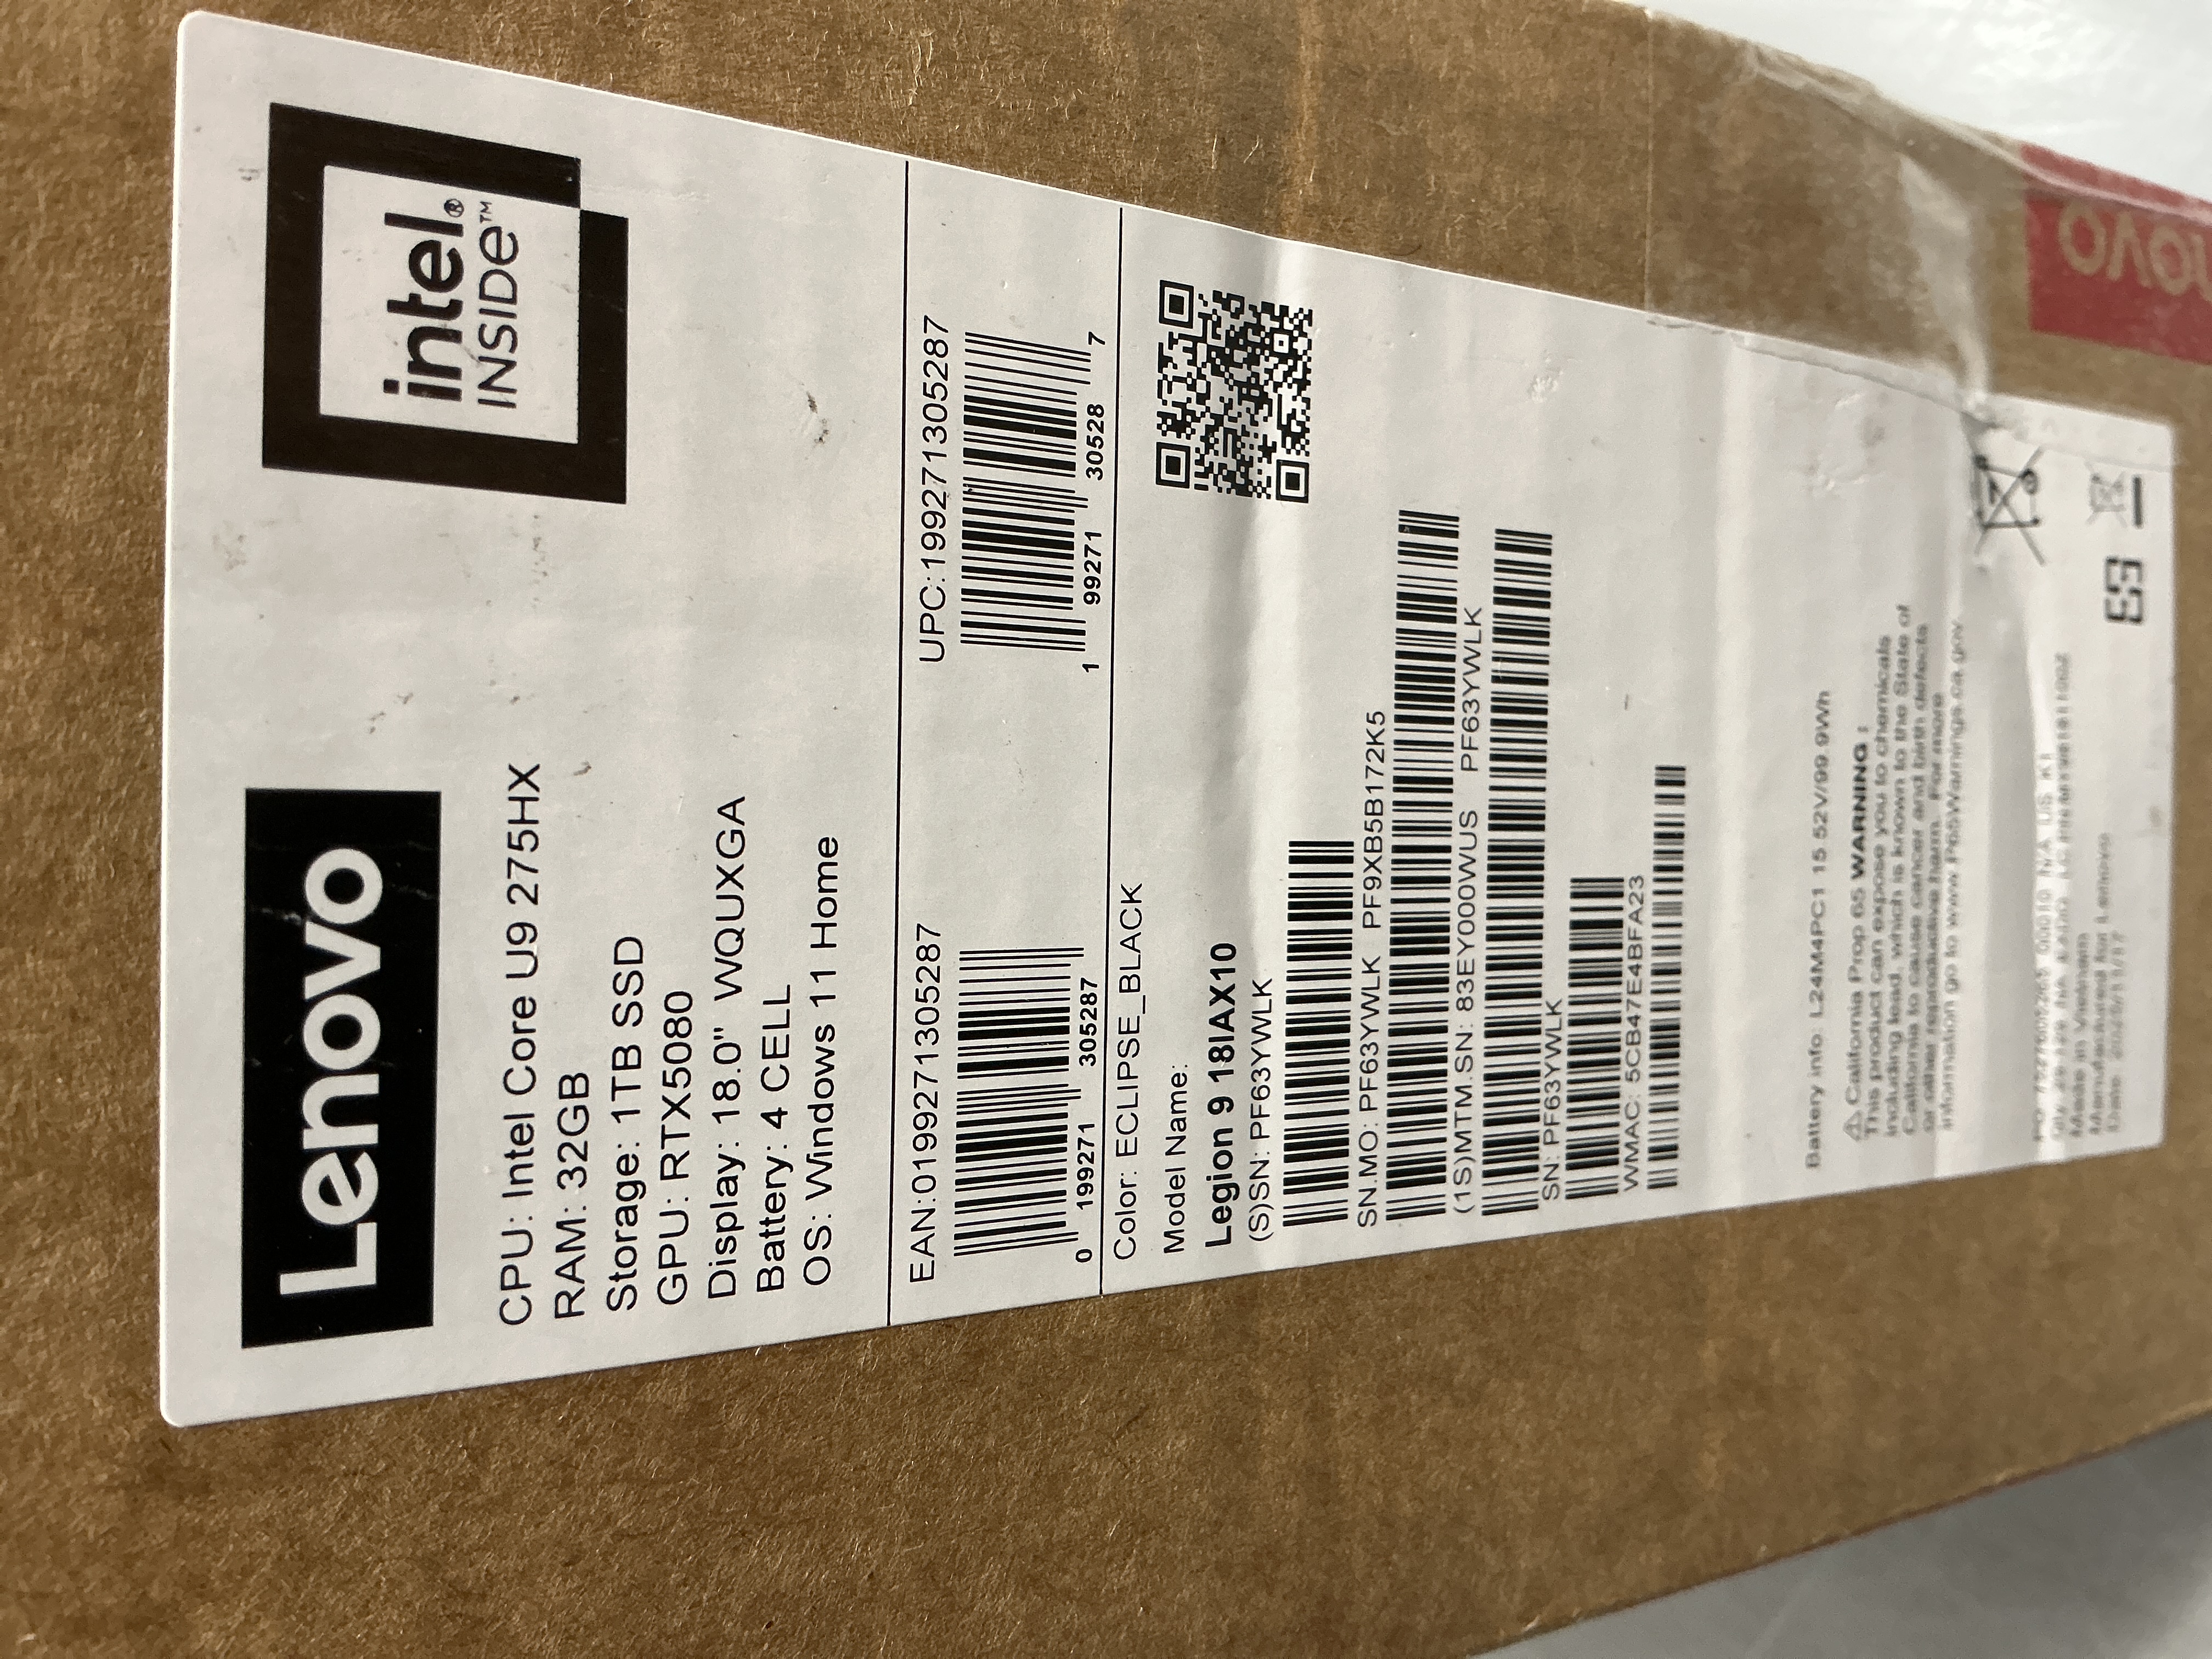 Lenovo
intel®
INSIDE™
CPU: Intel Core U9 275HX
RAM: 32GB
Storage: 1TB SSD
GPU: RTX5080
Display: 18.0" WQUXGA
Battery: 4 CELL
OS: Windows 11 Home
EAN:0199271305287
0 199271 305287
UPC:199271305287
1 99271 30528 7
Color: ECLIPSE_BLACK
Model Name:
Legion 9 18IAX10
(S)SN: PF63YWLK
SN.MO: PF63YWLK PF9XB5B172K5
(1S)MTM.SN: 83EY000WUS PF63YWLK
SN: PF63YWLK
WMAC: 5CB47E4BFA23
Battery info: L24M4PC1 15.52V/99.9Wh
⚠California Prop 65 WARNING :
This product can expose you to chemicals
including lead, which is known to the State of
California to cause cancer and birth defects
or other reproductive harm. For more
information go to www.P65Warnings.ca.gov
Made in Vietnam
Manufactured for Lenovo
Date:
novo